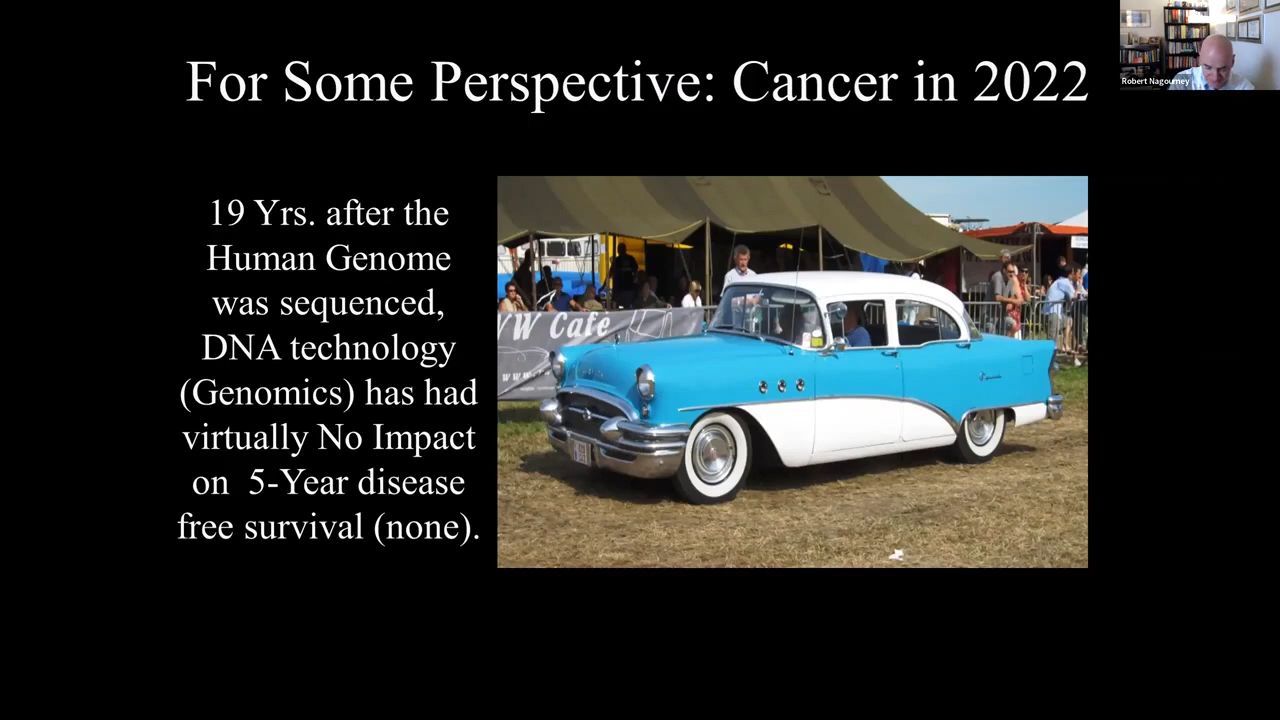 For Some Perspective: Cancer in 2022
Robert Nagourney
19 Yrs. after the
Human Genome
was sequenced,
DNA technology
(Genomics) has had
virtually No Impact
on 5-Year disease
free survival (none).
W Cafe